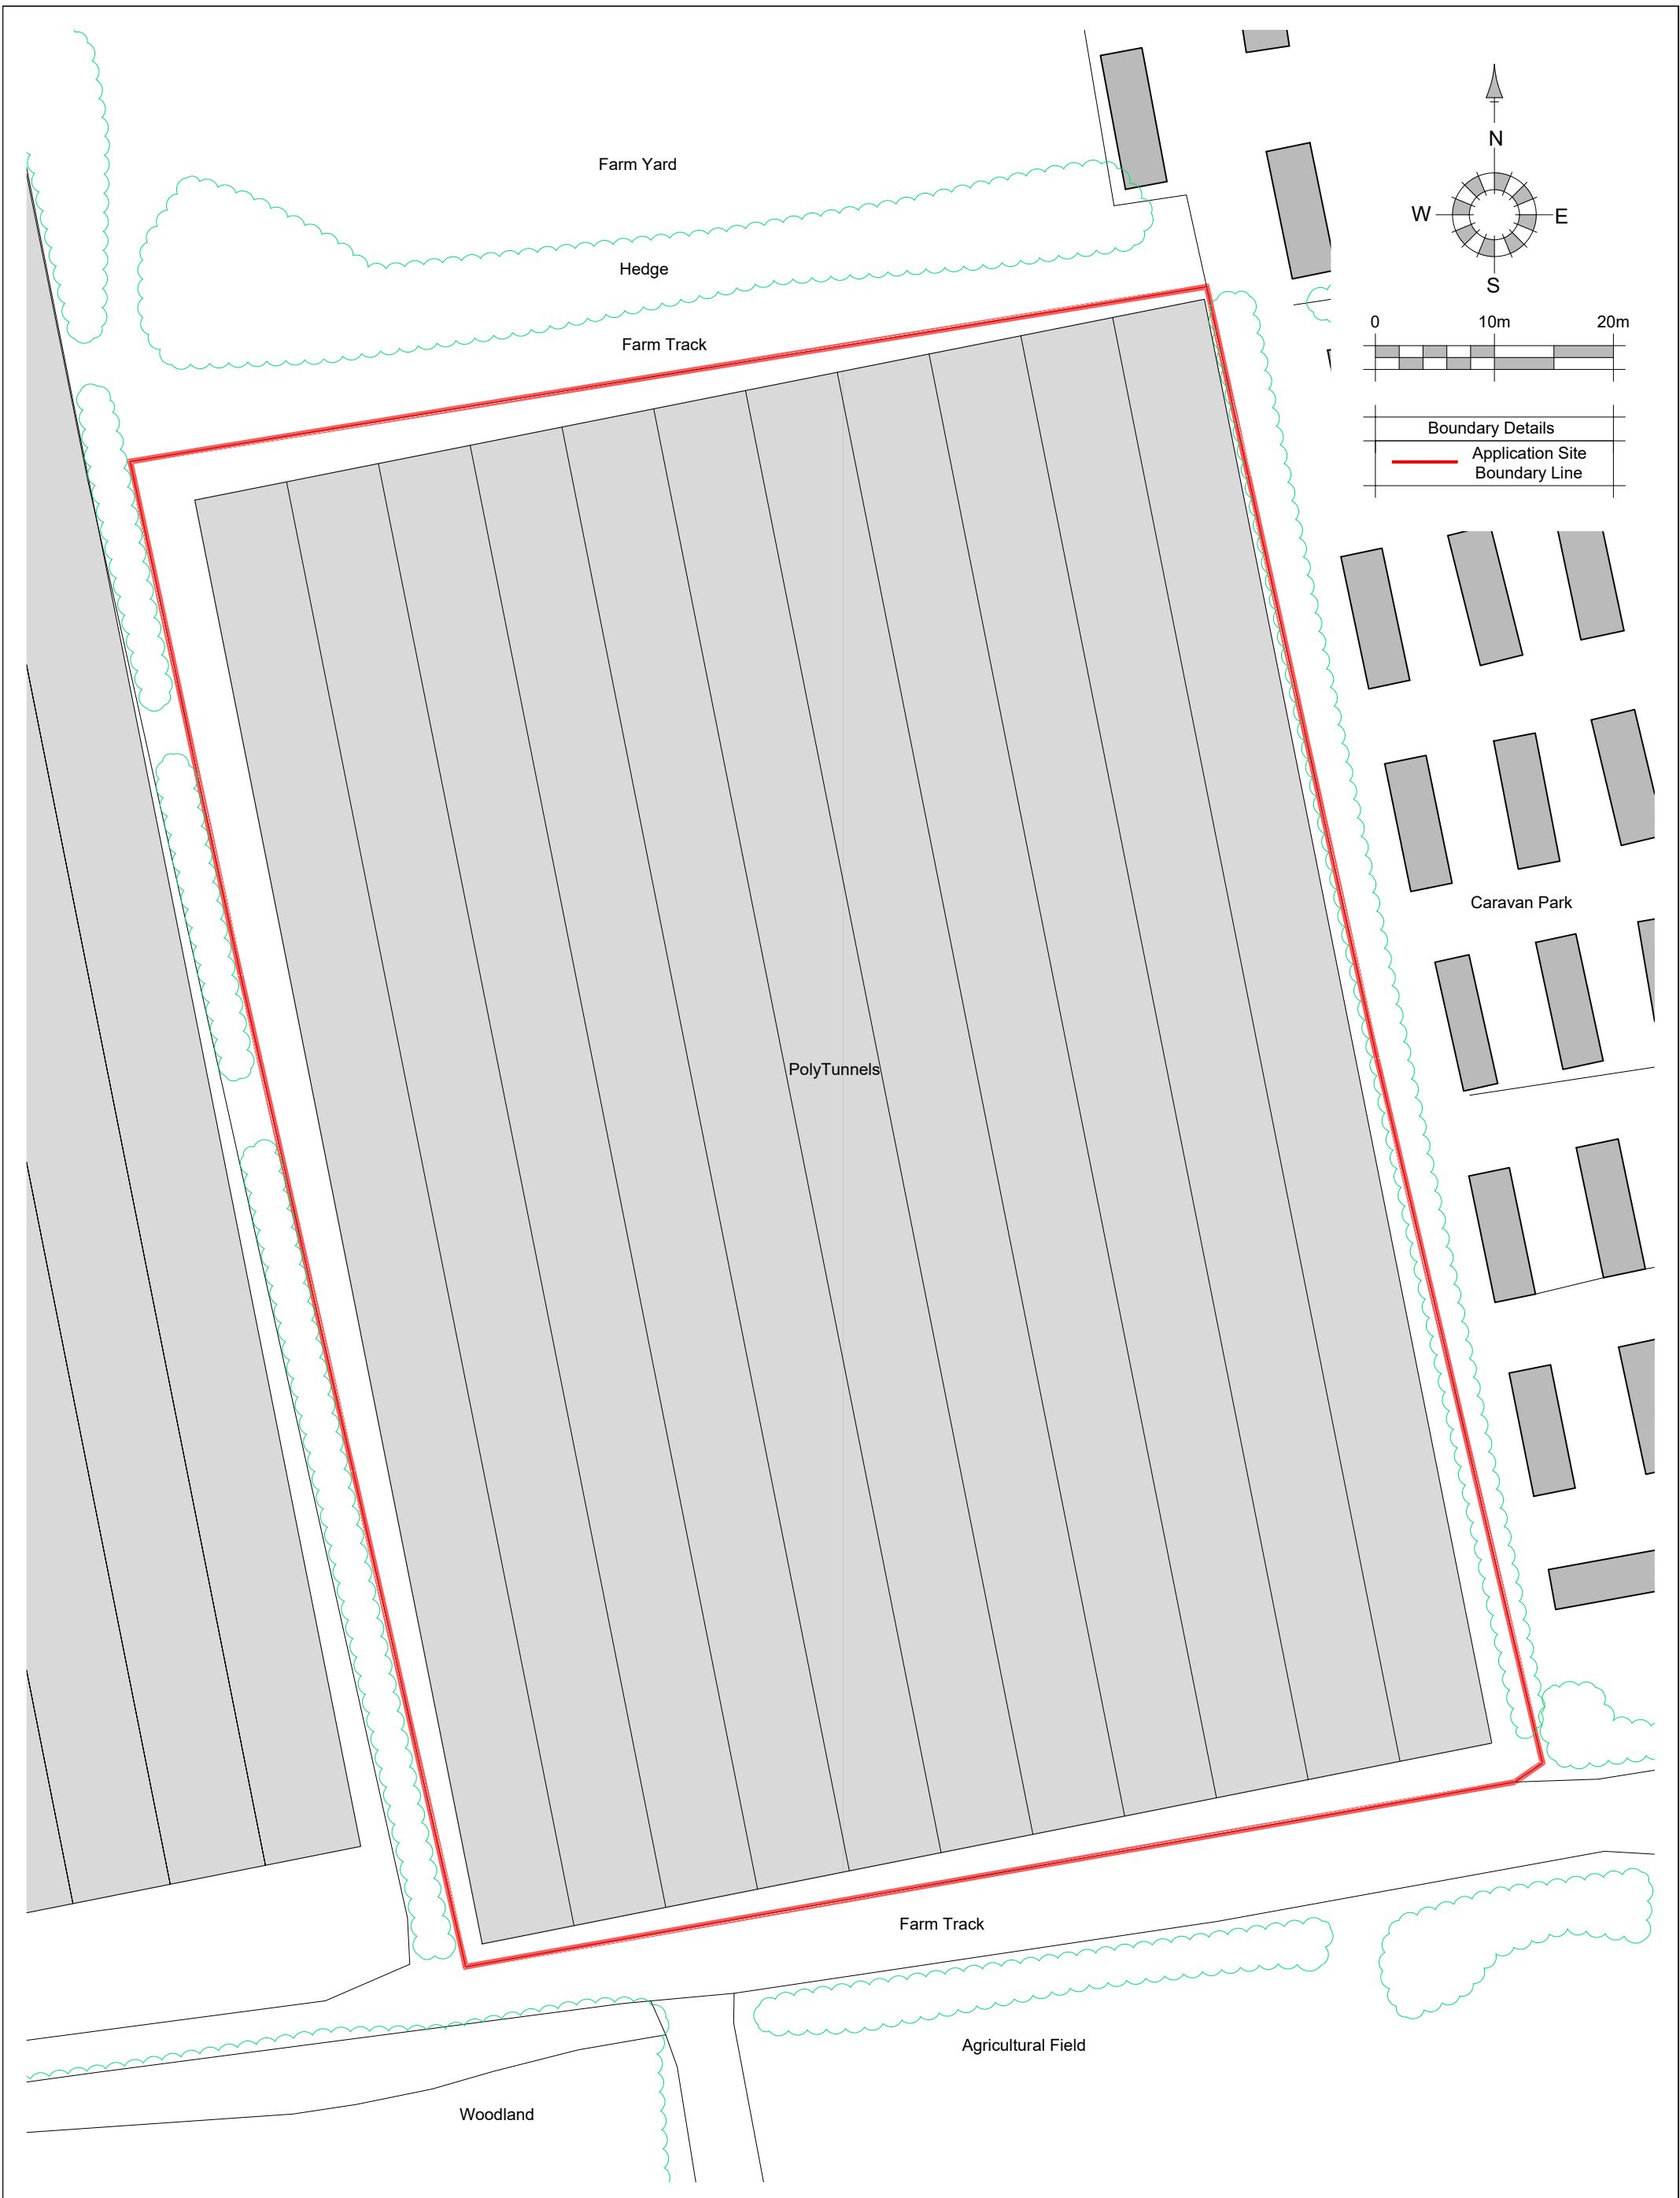 Farm Yard
N
W
E
S
Hedge
0
10m
20m
Farm Track
Boundary Details
Application Site
Boundary Line
Caravan Park
PolyTunnels
Farm Track
Agricultural Field
Woodland